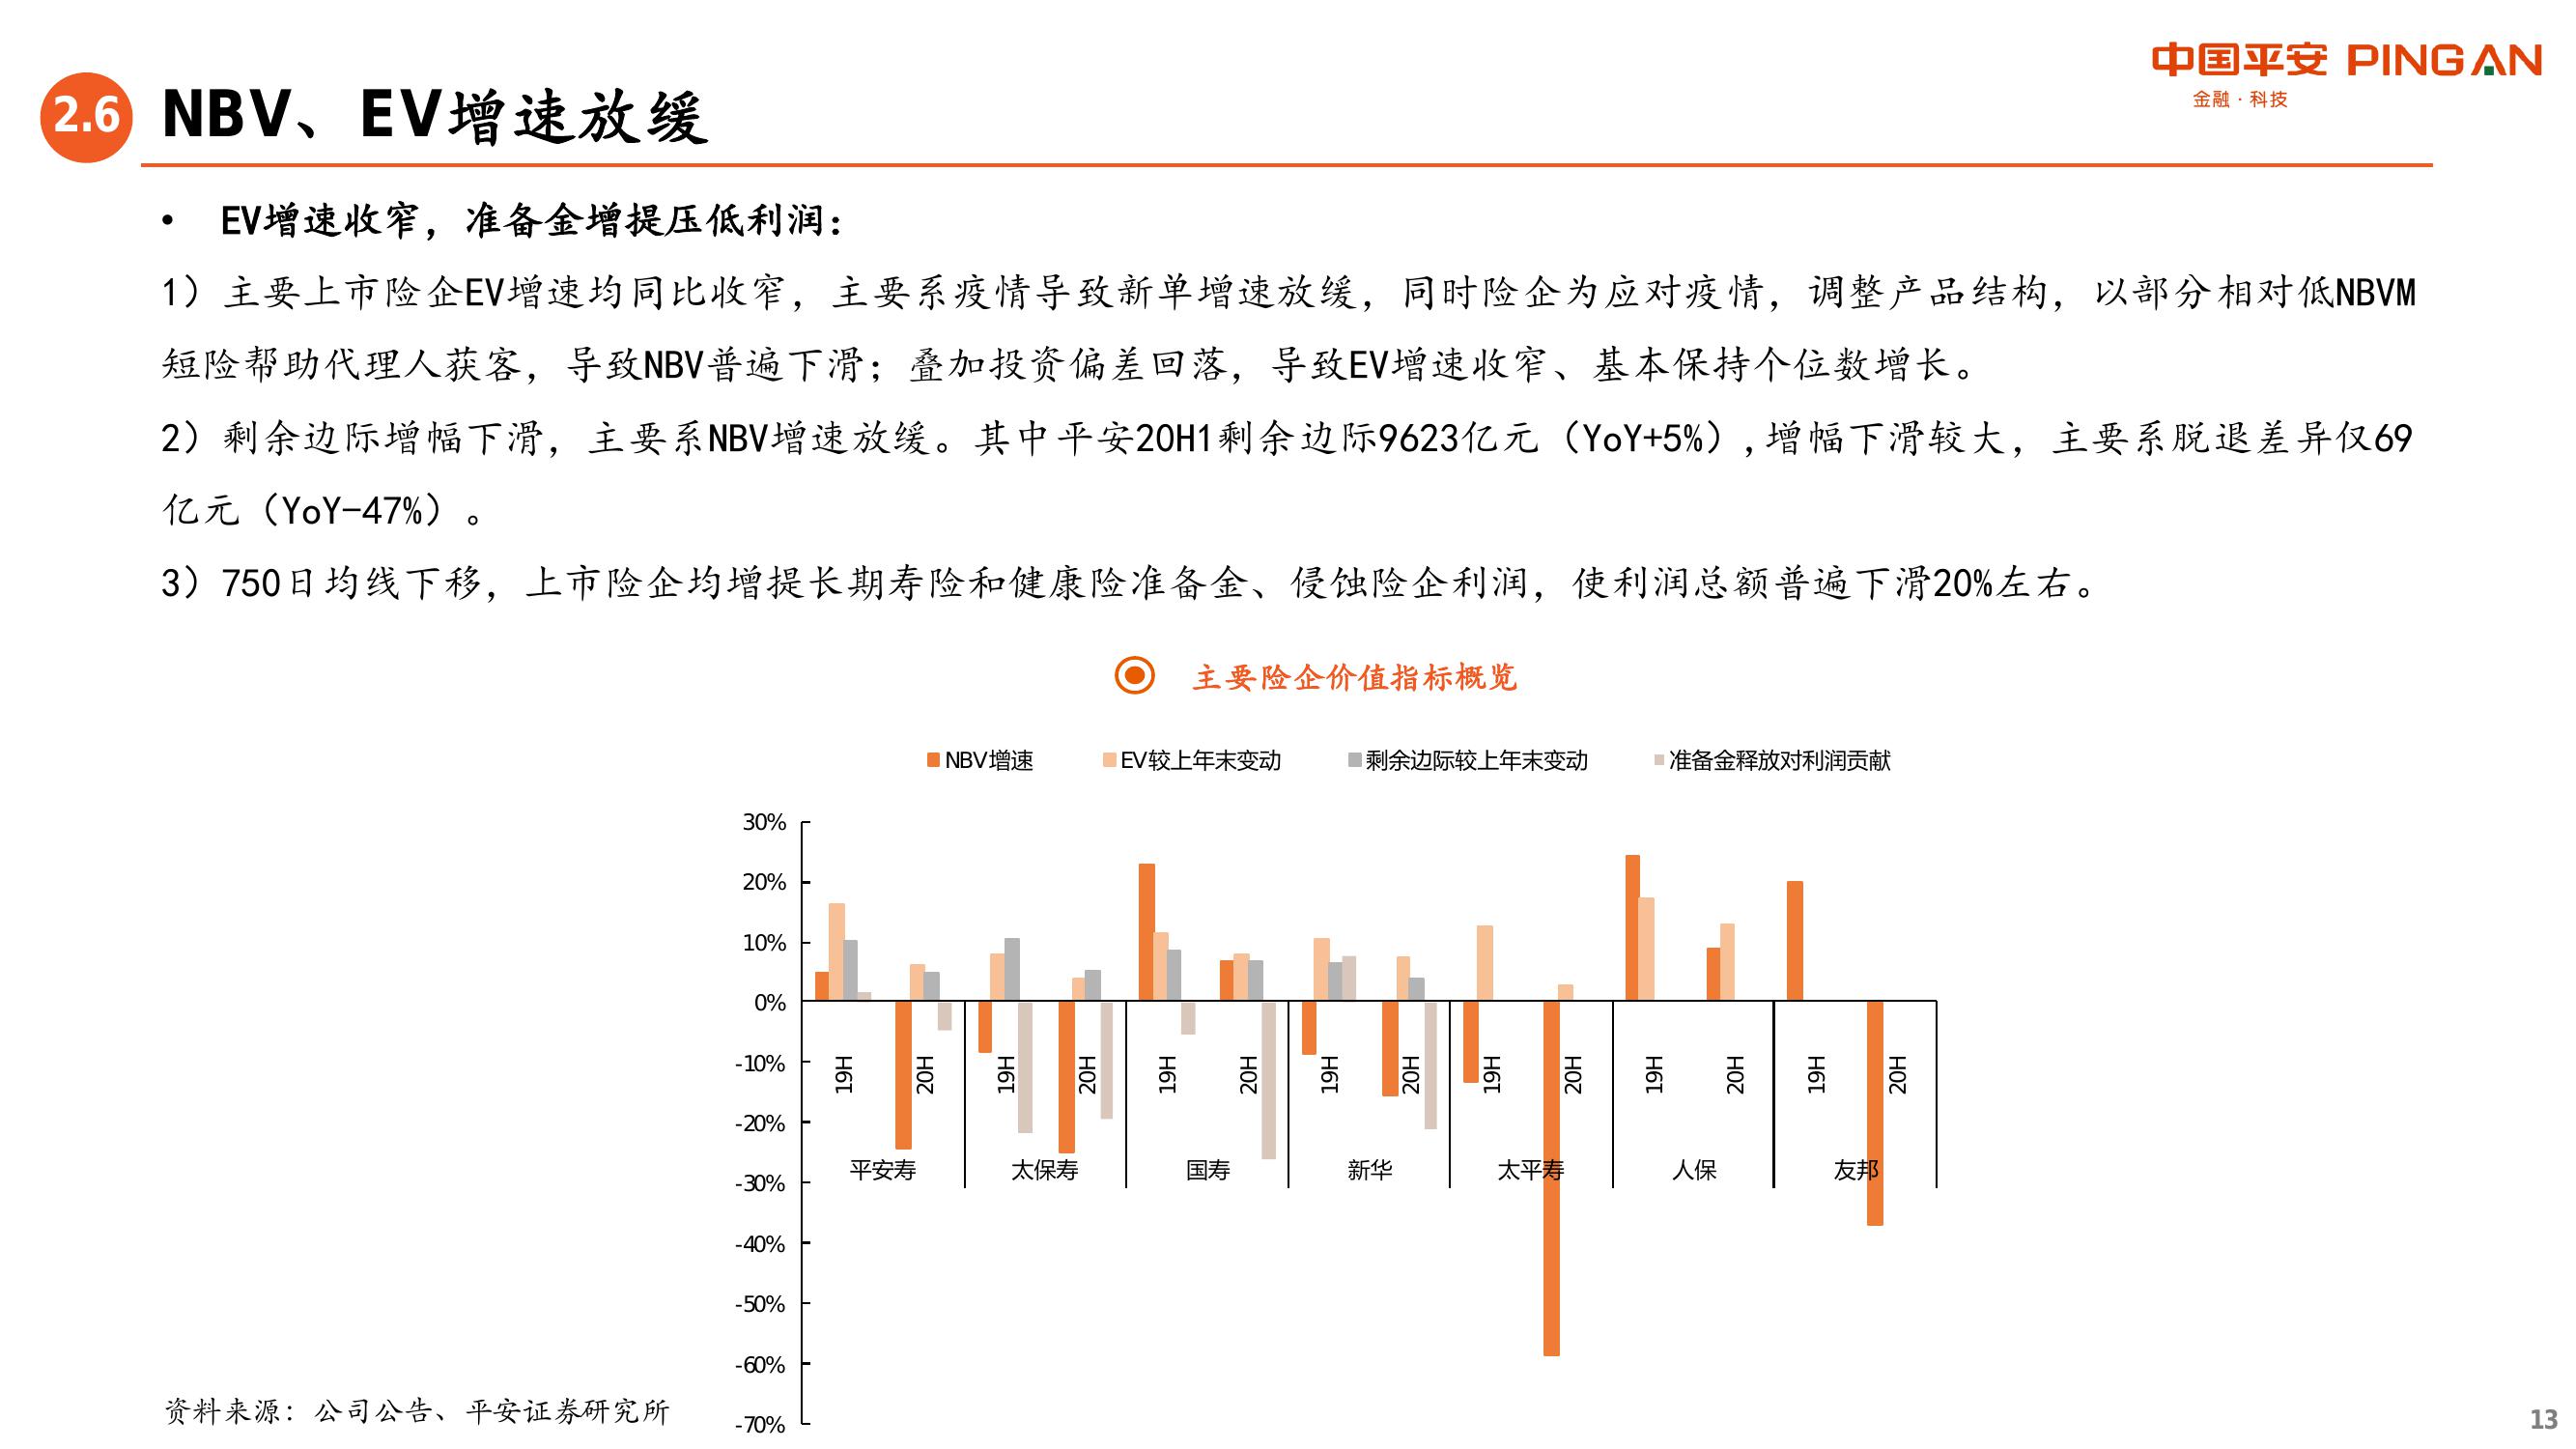 中国平安 PINGAN
金融·科技
2.6 NBV、EV增速放缓
• EV增速收窄，准备金增提压低利润：
1）主要上市险企EV增速均同比收窄，主要系疫情导致新单增速放缓，同时险企为应对疫情，调整产品结构，以部分相对低NBVM
短险帮助代理人获客，导致NBV普遍下滑；叠加投资偏差回落，导致EV增速收窄、基本保持个位数增长。
2）剩余边际增幅下滑，主要系NBV增速放缓。其中平安20H1剩余边际9623亿元（YoY+5%）,增幅下滑较大，主要系脱退差异仅69
亿元（YoY-47%）。
3）750日均线下移，上市险企均增提长期寿险和健康险准备金、侵蚀险企利润，使利润总额普遍下滑20%左右。
主要险企价值指标概览
NBV增速 EV较上年末变动 剩余边际较上年末变动 准备金释放对利润贡献
30%
20%
10%
0%
-10%
-20%
-30%
-40%
-50%
-60%
-70%
19H 20H 19H 20H 19H 20H 19H 20H 19H 20H 19H 20H 19H 20H
平安寿 太保寿 国寿 新华 太平寿 人保 友邦
资料来源：公司公告、平安证券研究所
13